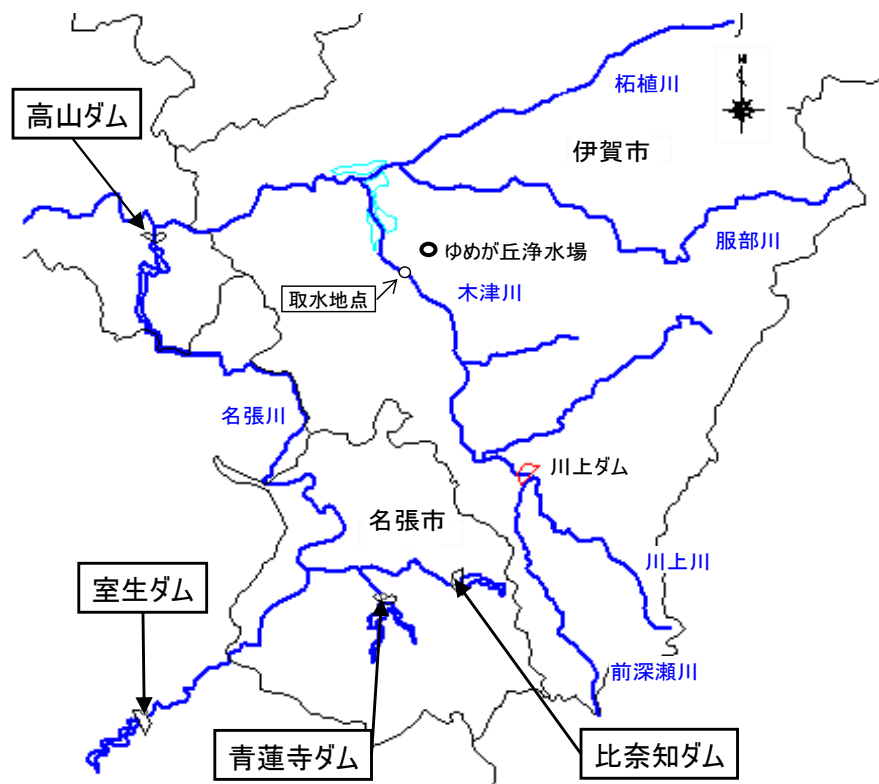 柘植川
N
高山ダム
伊賀市
服部川
ゆめが丘浄水場
取水地点
木津川
名張川
川上ダム
名張市
川上川
室生ダム
前深瀬川
青蓮寺ダム
比奈知ダム